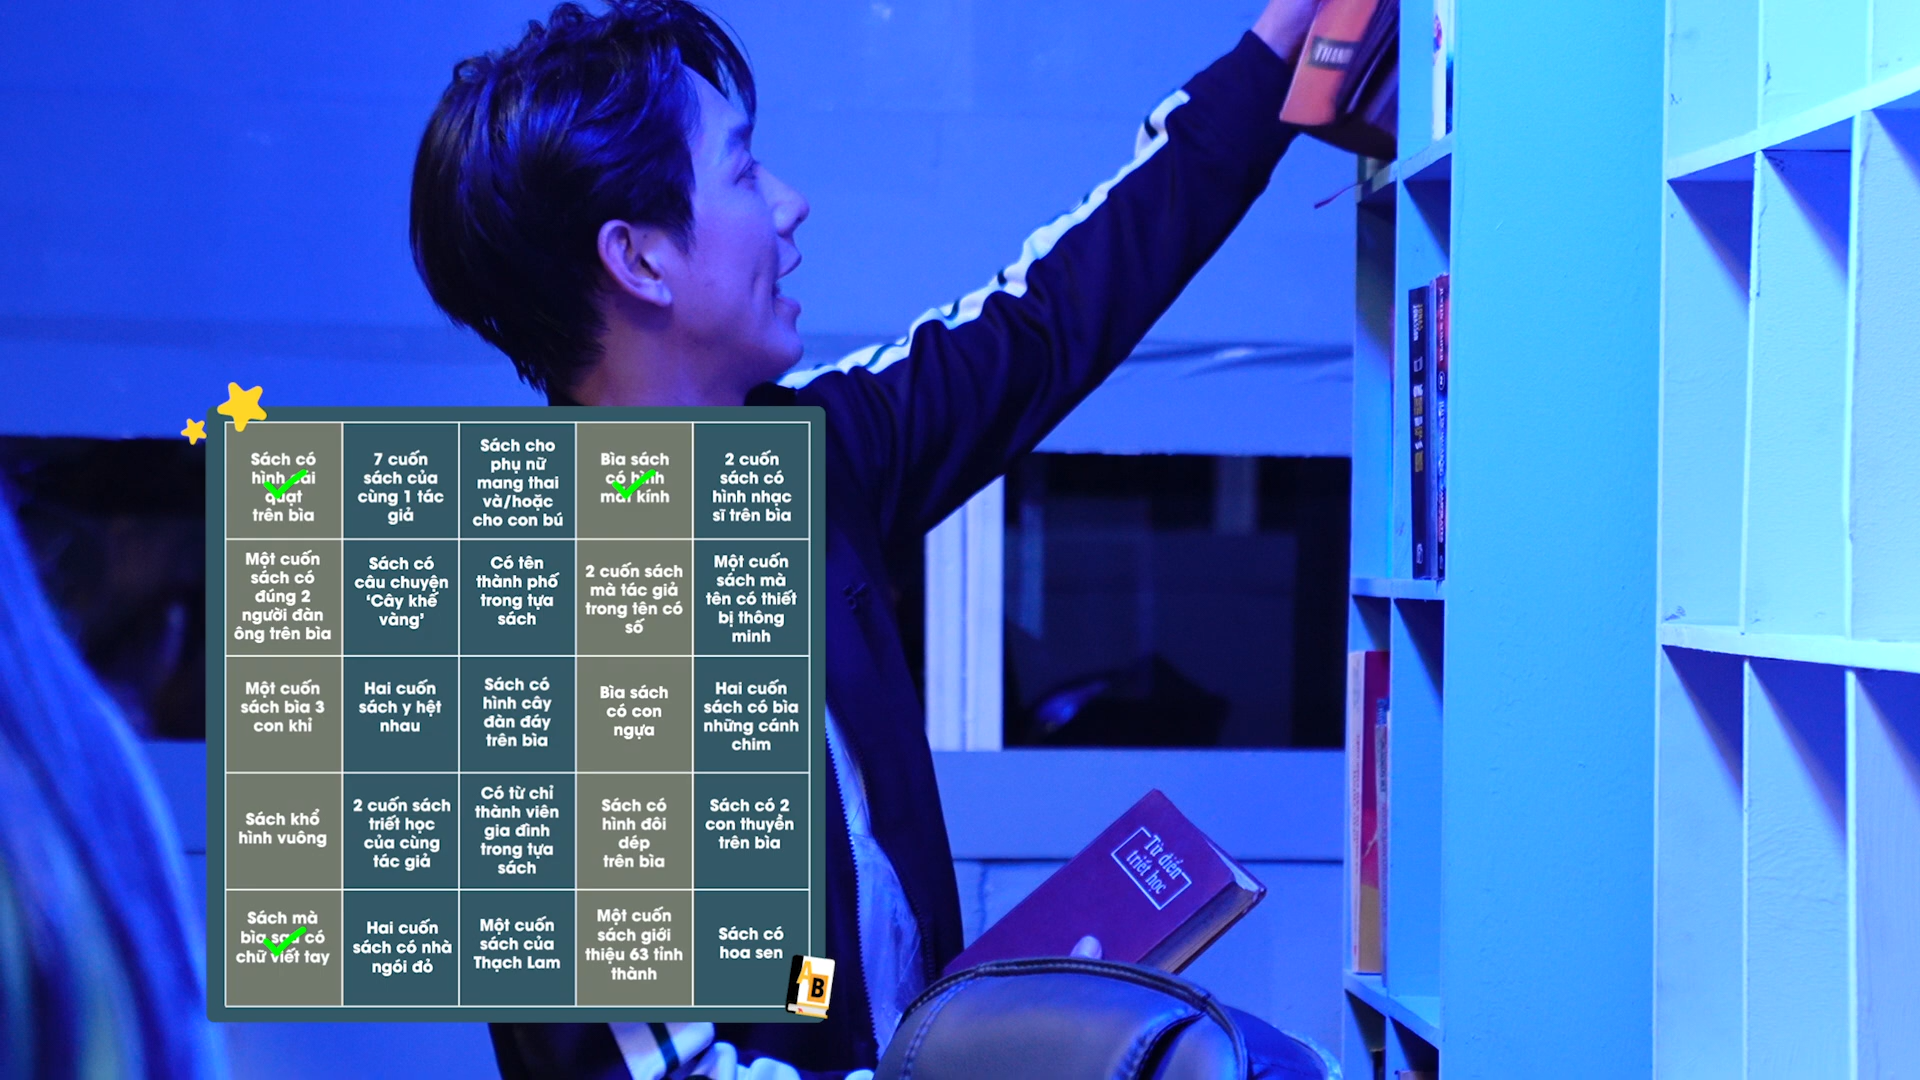 Sách có
hình cái
quạt
trên bìa
7 cuốn
sách của
cùng 1 tác
giả
Sách cho
phụ nữ
mang thai
và/hoặc
cho con bú
Bìa sách
có hình
mắt kính
2 cuốn
sách có
hình nhạc
sĩ trên bìa
Một cuốn
sách có
đúng 2
người đàn
ông trên bìa
Sách có
câu chuyện
‘Cây khế
vàng’
Có tên
thành phố
trong tựa
sách
2 cuốn sách
mà tác giả
trong tên có
số
Một cuốn
sách mà
tên có thiết
bị thông
minh
Một cuốn
sách bìa 3
con khỉ
Hai cuốn
sách y hệt
nhau
Sách có
hình cây
đàn đáy
trên bìa
Bìa sách
có con
ngựa
Hai cuốn
sách có bìa
những cánh
chim
Sách khổ
hình vuông
2 cuốn sách
triết học
của cùng
tác giả
Có từ chỉ
thành viên
gia đình
trong tựa
sách
Sách có
hình đôi
dép
trên bìa
Sách có 2
con thuyền
trên bìa
Sách mà
bìa sau có
chữ viết tay
Hai cuốn
sách có nhà
ngói đỏ
Một cuốn
sách của
Thạch Lam
Một cuốn
sách giới
thiệu 63 tỉnh
thành
Sách có
hoa sen
A
B
Từ điển
triết học